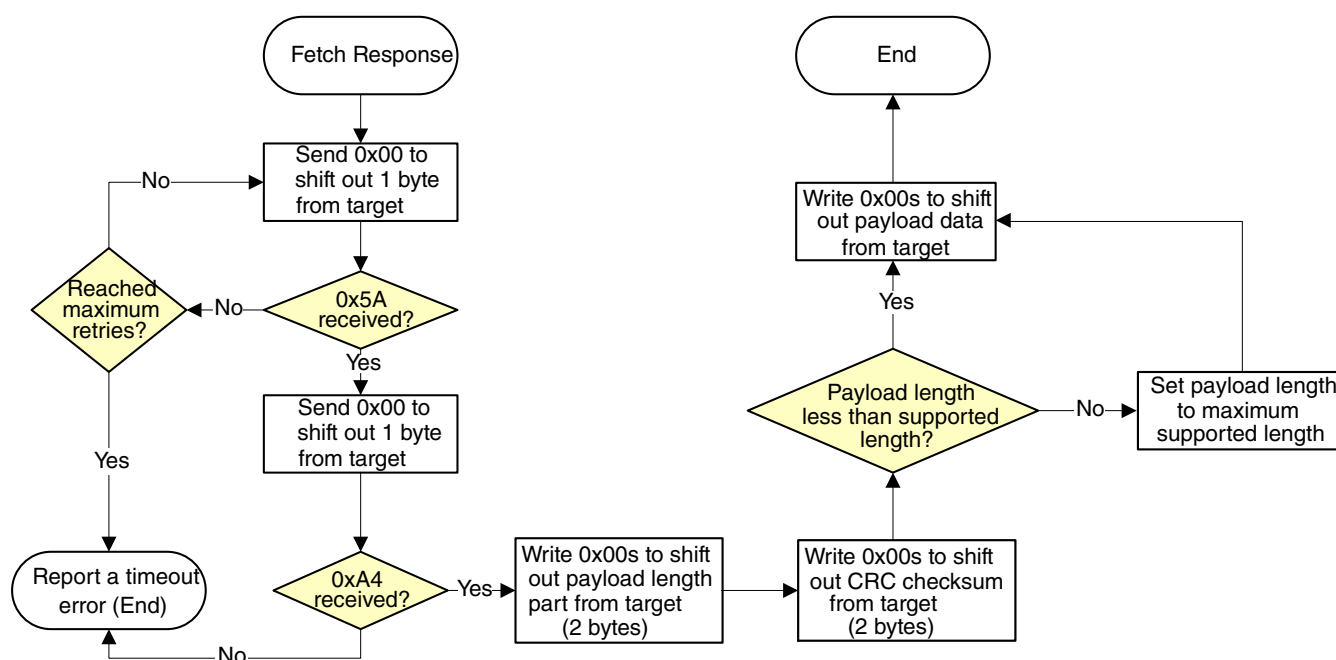 Fetch Response
Send 0x00 to
shift out 1 byte
from target
No
0x5A
received?
No
Reached
maximum
retries?
Yes
Yes
Send 0x00 to
shift out 1 byte
from target
Report a timeout
error (End)
0xA4
received?
No
Yes
Write 0x00s to shift
out payload length
part from target
(2 bytes)
Write 0x00s to shift
out CRC checksum
from target
(2 bytes)
Payload length
less than supported
length?
No
Set payload length
to maximum
supported length
Yes
Write 0x00s to shift
out payload data
from target
End